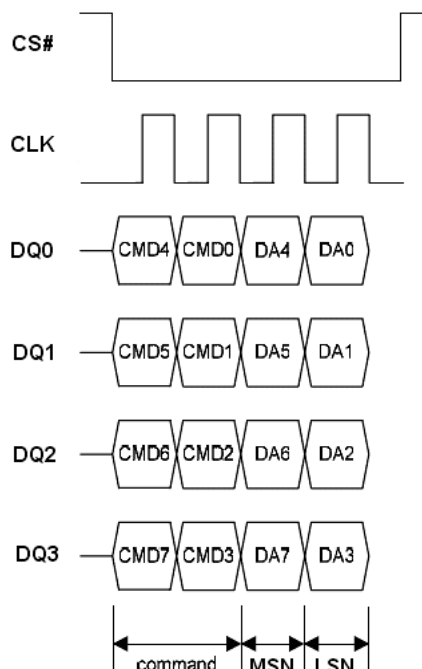 CS#
CLK
DQ0 CMD4 CMD0 DA4 DA0
DQ1 CMD5 CMD1 DA5 DA1
DQ2 CMD6 CMD2 DA6 DA2
DQ3 CMD7 CMD3 DA7 DA3
command MSN LSN